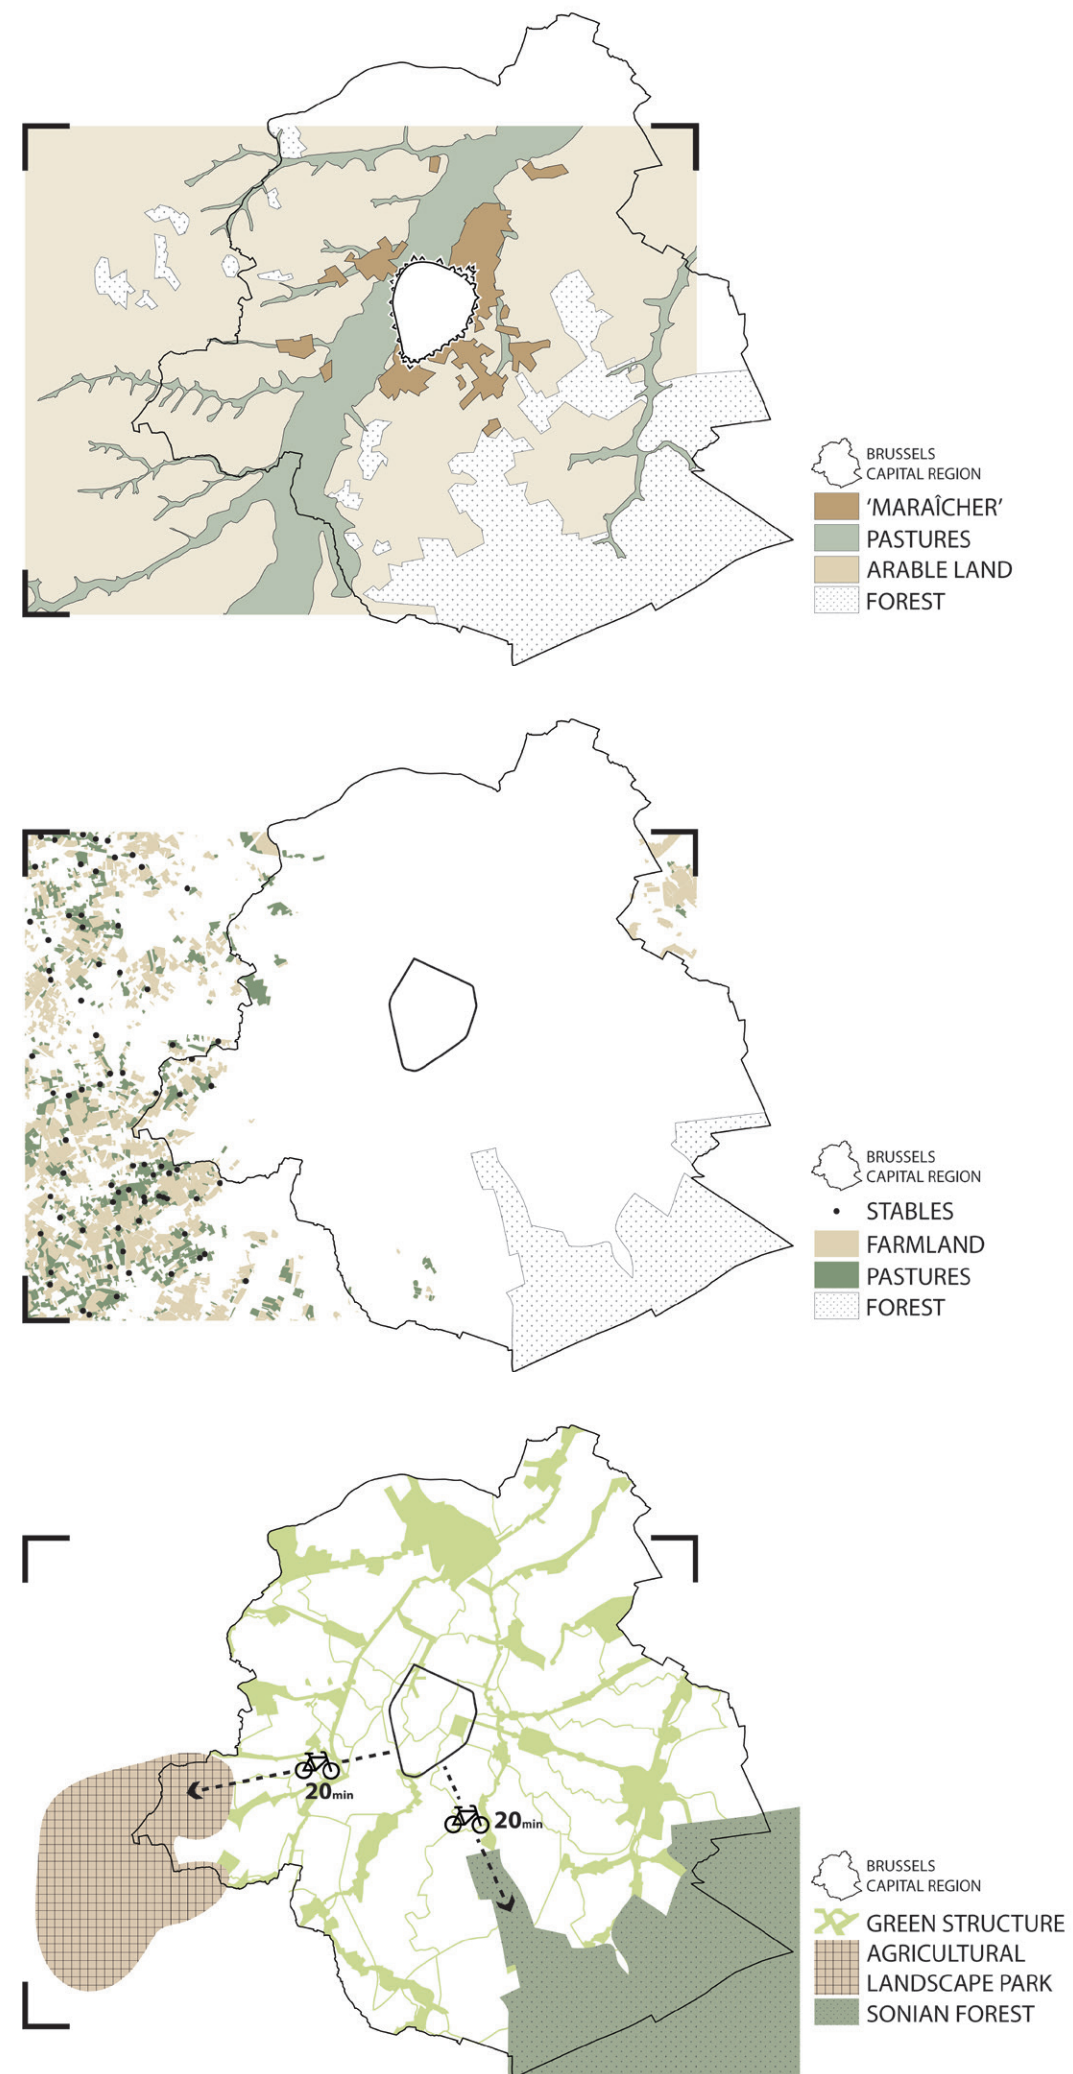 BRUSSELS
CAPITAL REGION
‘MARAÎCHER’
PASTURES
ARABLE LAND
FOREST
BRUSSELS
CAPITAL REGION
STABLES
FARMLAND
PASTURES
FOREST
20min
20min
BRUSSELS
CAPITAL REGION
GREEN STRUCTURE
AGRICULTURAL
LANDSCAPE PARK
SONIAN FOREST